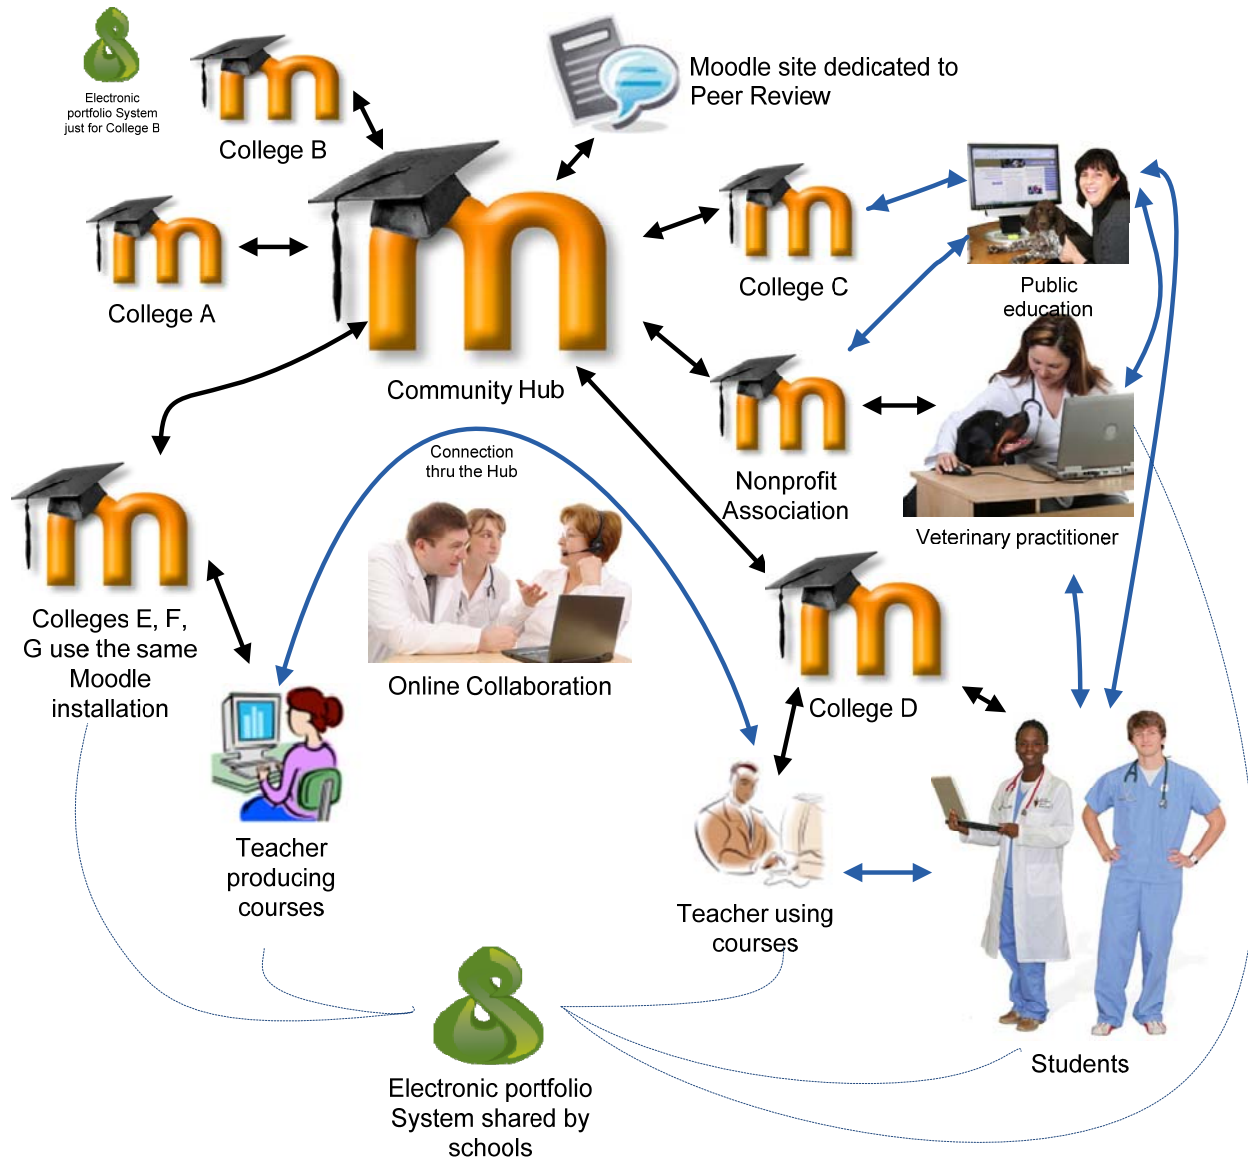 Electronic
portfolio System
just for College B
College B
Moodle site dedicated to
Peer Review
College A
College C
Public
education
Community Hub
Connection
thru the Hub
Nonprofit
Association
Veterinary practitioner
Colleges E, F,
G use the same
Moodle
installation
Online Collaboration
College D
Teacher
producing
courses
Teacher using
courses
Students
Electronic portfolio
System shared by
schools